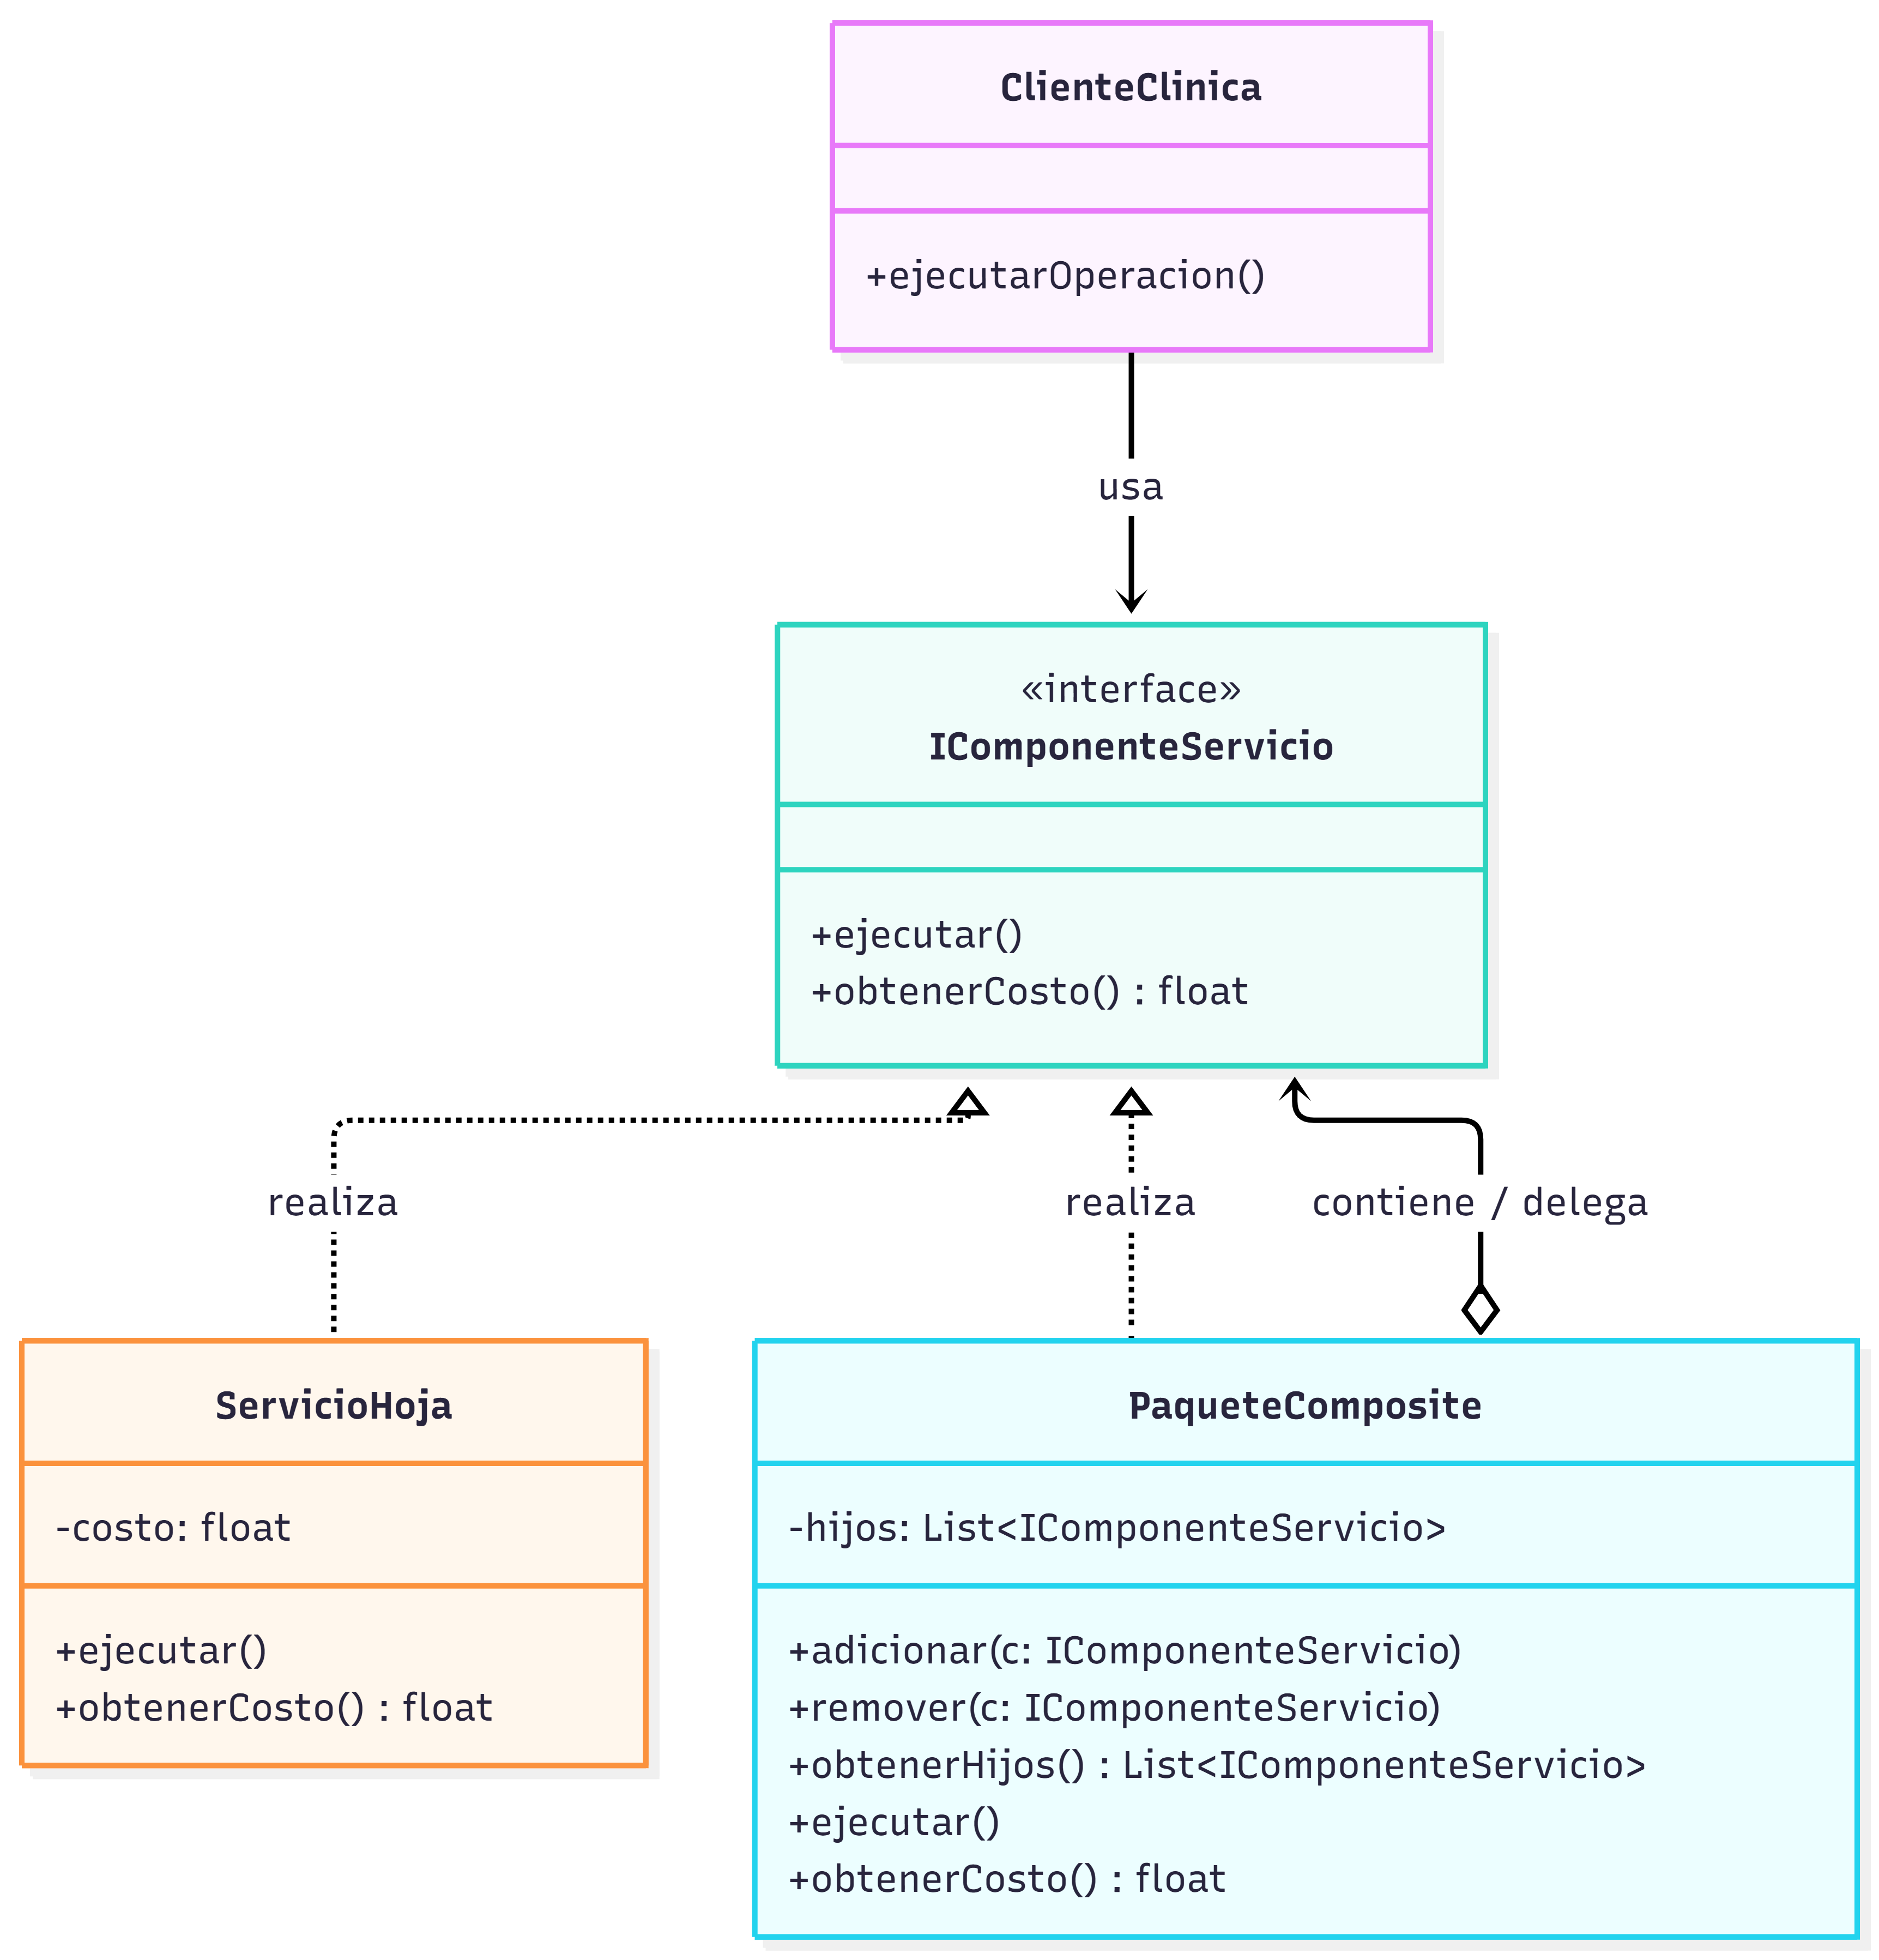 ClienteClinica
+ejecutarOperacion()
usa
«interface»
IComponenteServicio
+ejecutar()
+obtenerCosto() : float
realiza
realiza
contiene / delega
ServicioHoja
-costo: float
+ejecutar()
+obtenerCosto() : float
PaqueteComposite
-hijos: List<IComponenteServicio>
+adicionar(c: IComponenteServicio)
+remover(c: IComponenteServicio)
+obtenerHijos() : List<IComponenteServicio>
+ejecutar()
+obtenerCosto() : float